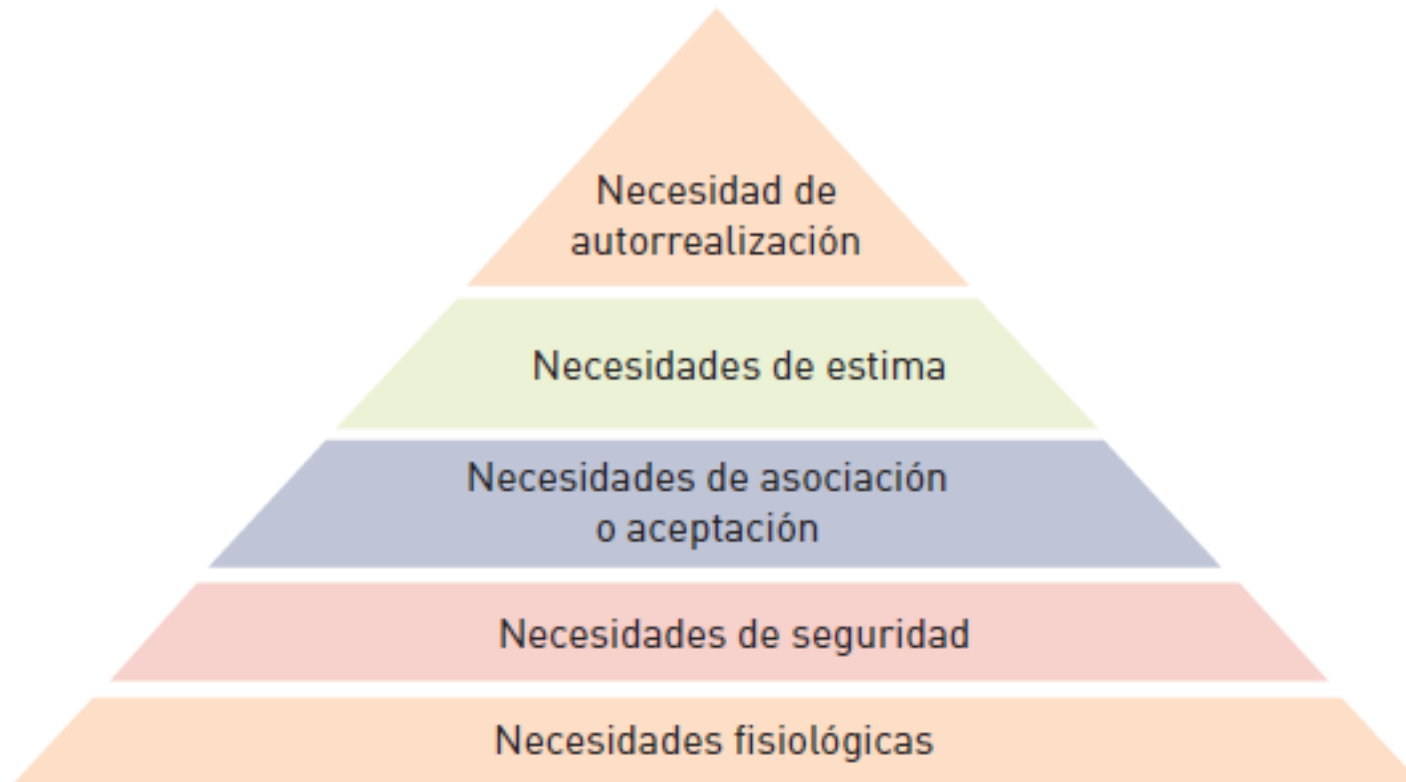 Necesidad de
autorrealización
Necesidades de estima
Necesidades de asociación
o aceptación
Necesidades de seguridad
Necesidades fisiológicas